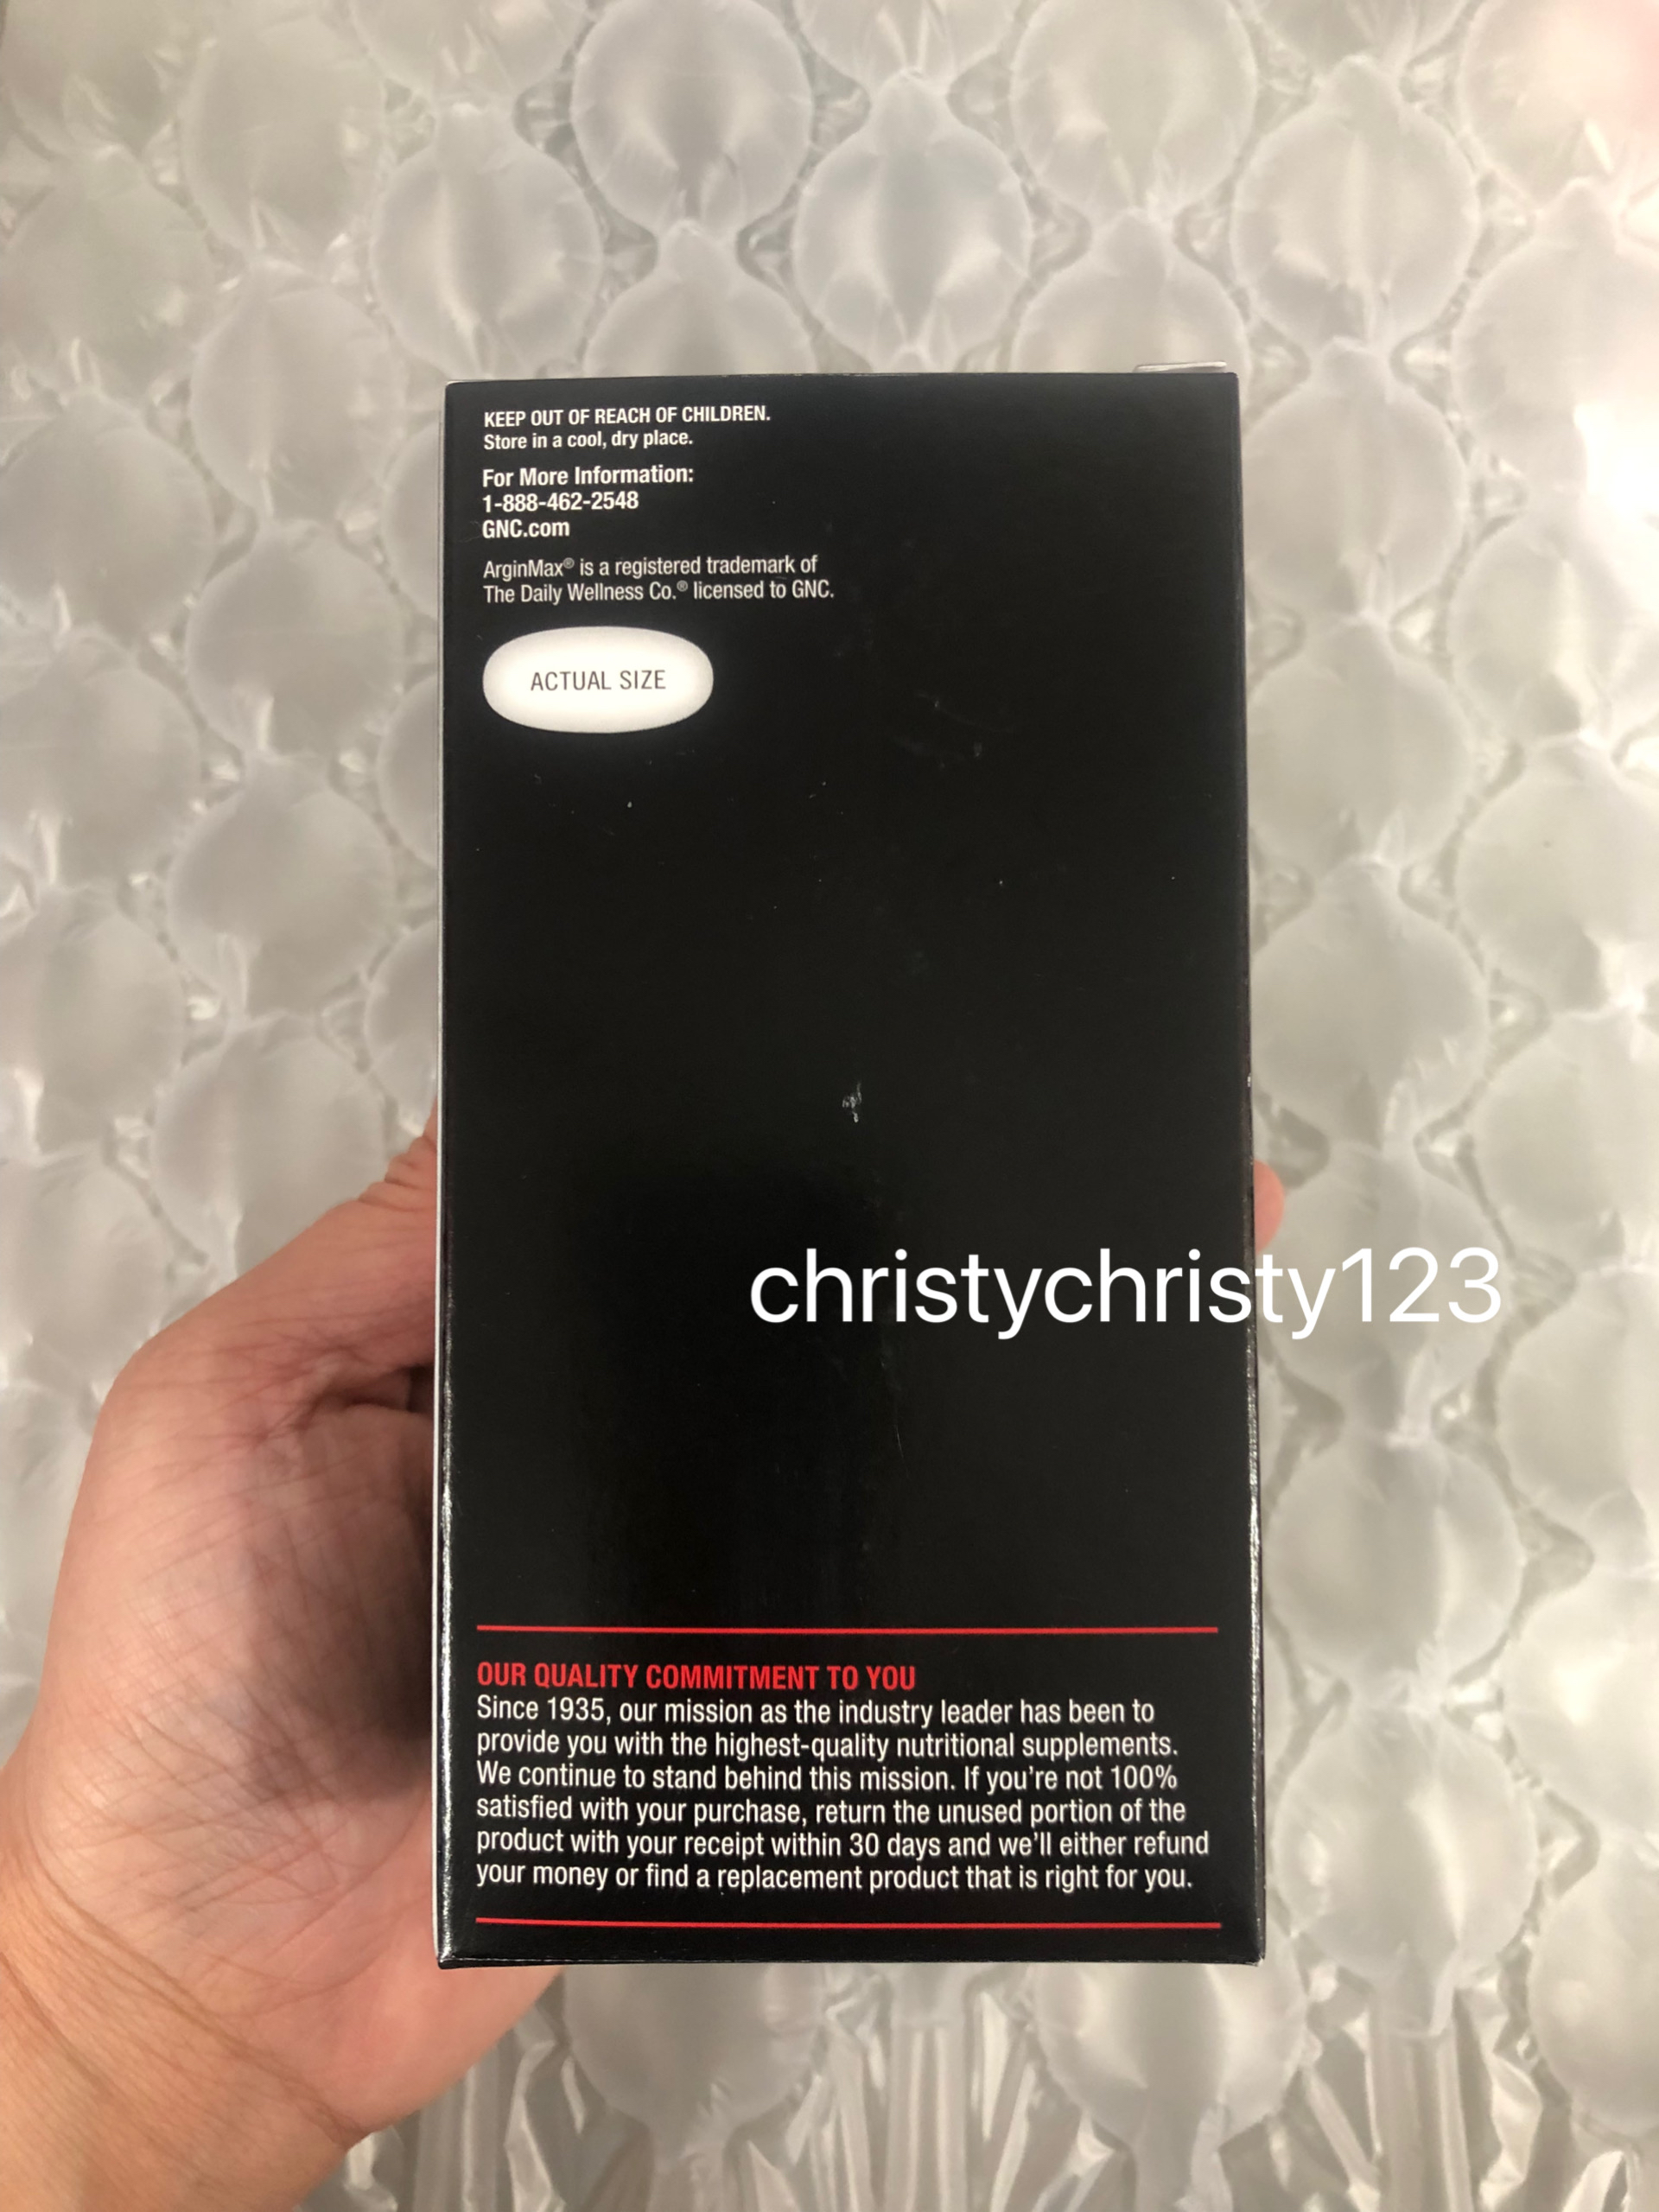 KEEP OUT OF REACH OF CHILDREN.
Store in a cool, dry place.
For More Information:
1-888-462-2548
GNC.com
ArginMax® is a registered trademark of
The Daily Wellness Co.® licensed to GNC.
ACTUAL SIZE
christychristy123
OUR QUALITY COMMITMENT TO YOU
Since 1935, our mission as the industry leader has been to
provide you with the highest-quality nutritional supplements.
We continue to stand behind this mission. If you're not 100%
satisfied with your purchase, return the unused portion of the
product with your receipt within 30 days and we'll either refund
your money or find a replacement product that is right for you.